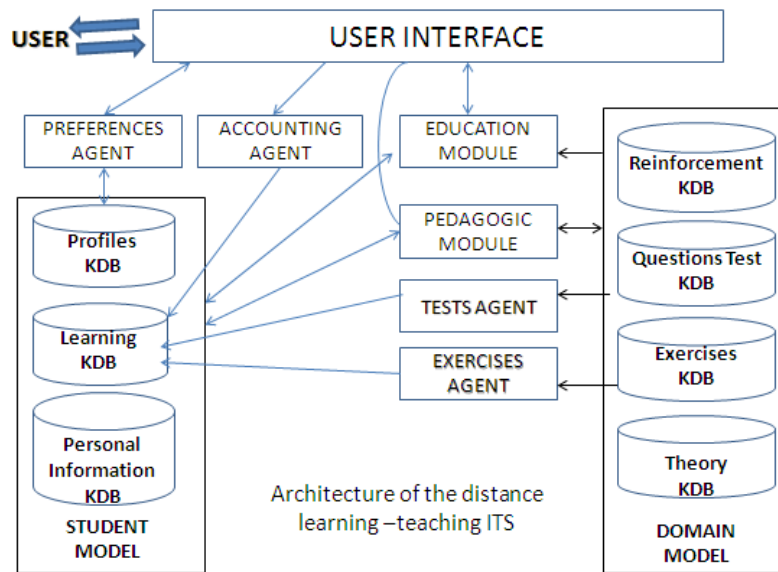 USER
USER INTERFACE
PREFERENCES
AGENT
ACCOUNTING
AGENT
EDUCATION
MODULE
Reinforcement
KDB
Profiles
KDB
PEDAGOGIC
MODULE
Questions Test
KDB
TESTS AGENT
Learning
KDB
EXERCISES
AGENT
Exercises
KDB
Personal
Information
KDB
Theory
KDB
Architecture of the distance
learning –teaching ITS
STUDENT
MODEL
DOMAIN
MODEL